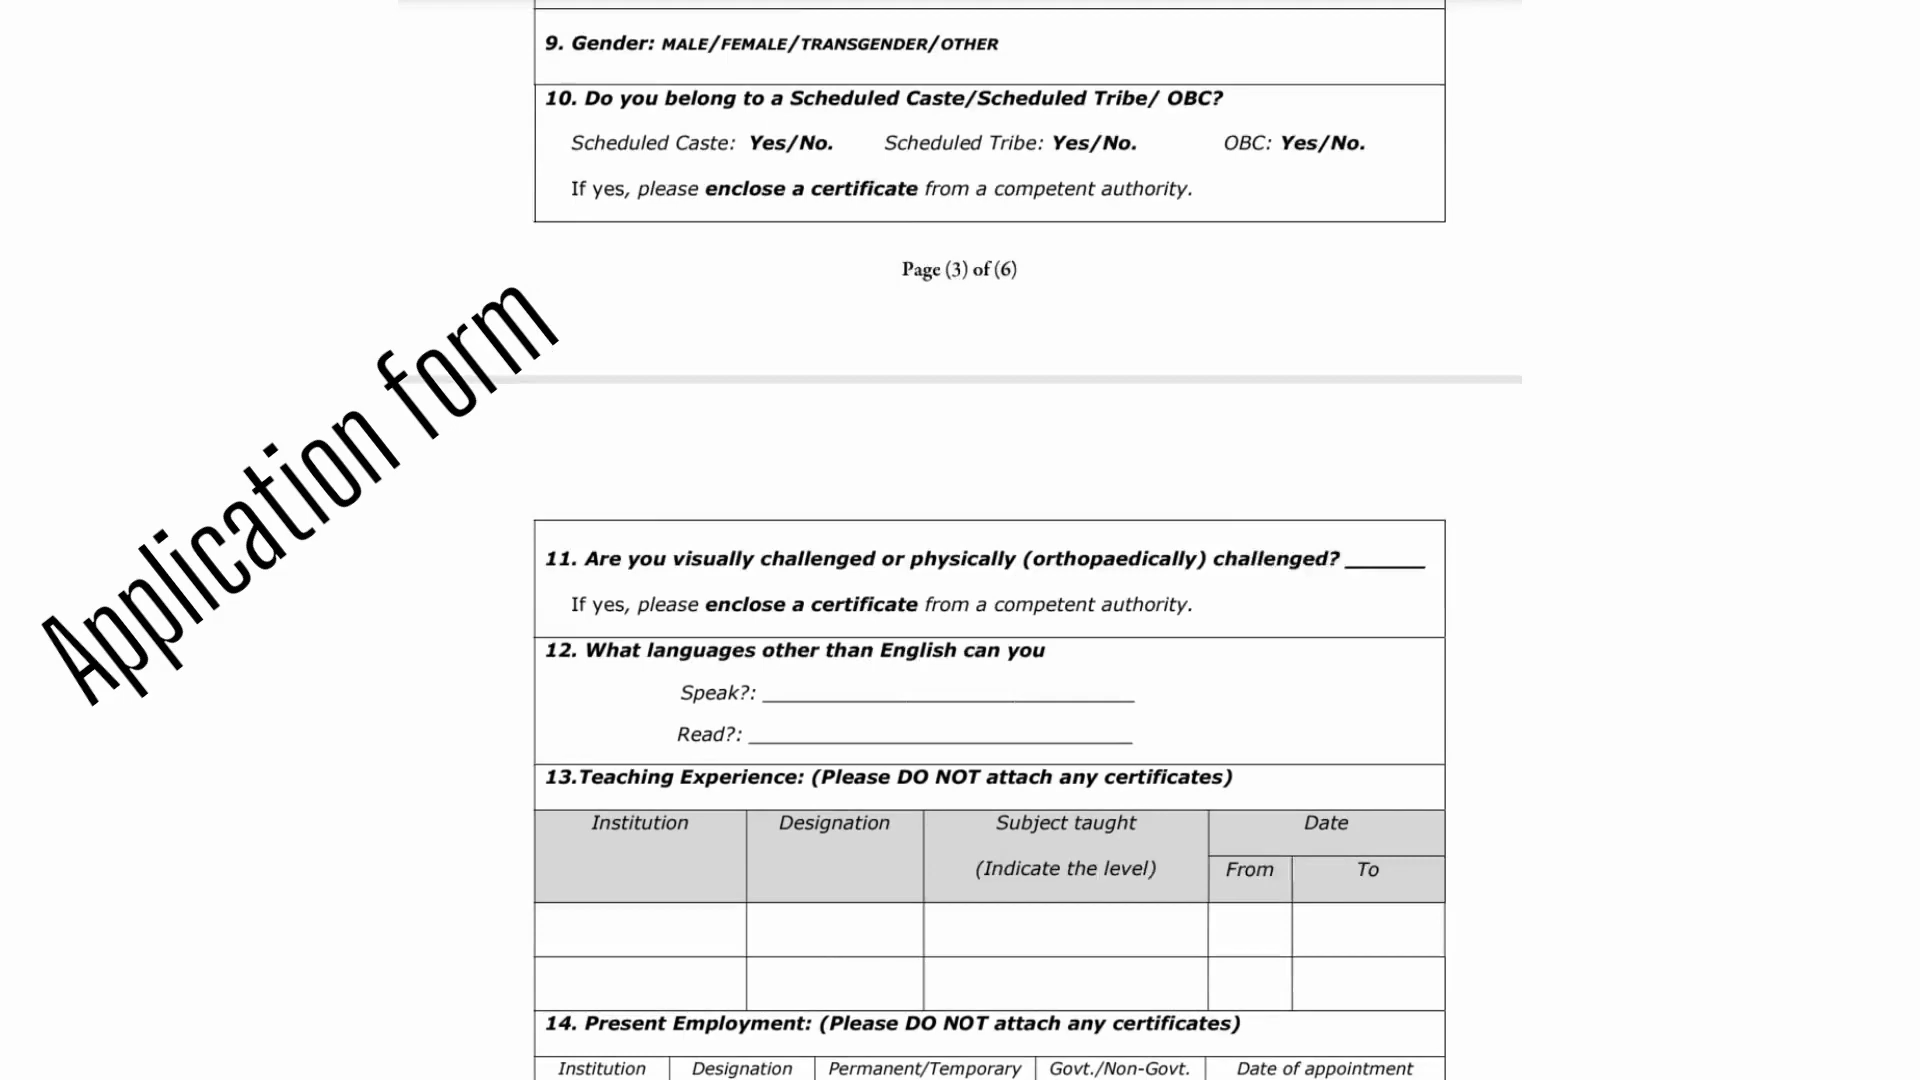 9. Gender: MALE/FEMALE/TRANSGENDER/OTHER
10. Do you belong to a Scheduled Caste/Scheduled Tribe/ OBC?
Scheduled Caste: Yes/No. Scheduled Tribe: Yes/No. OBC: Yes/No.
If yes, please enclose a certificate from a competent authority.
Page (3) of (6)
Application form
11. Are you visually challenged or physically (orthopaedically) challenged? _______
If yes, please enclose a certificate from a competent authority.
12. What languages other than English can you
Speak?: _________________________________
Read?: __________________________________
13.Teaching Experience: (Please DO NOT attach any certificates)
Institution Designation Subject taught Date
(Indicate the level) From To
14. Present Employment: (Please DO NOT attach any certificates)
Institution Designation Permanent/Temporary Govt./Non-Govt. Date of appointment